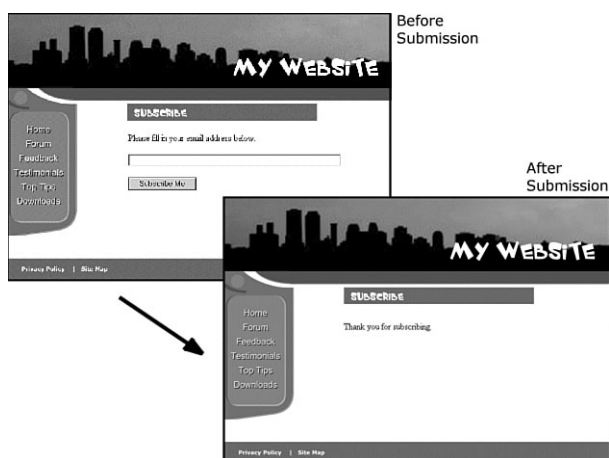 Before
Submission
MY WEBSITE
SUBSCRIBE
Please fill in your email address below.
Home
Forum
Feedback
Testimonials
Top Tips
Downloads
Subscribe Me
Privacy Policy | Site Map
After
Submission
MY WEBSITE
SUBSCRIBE
Thank you for subscribing.
Home
Forum
Feedback
Testimonials
Top Tips
Downloads
Privacy Policy | Site Map